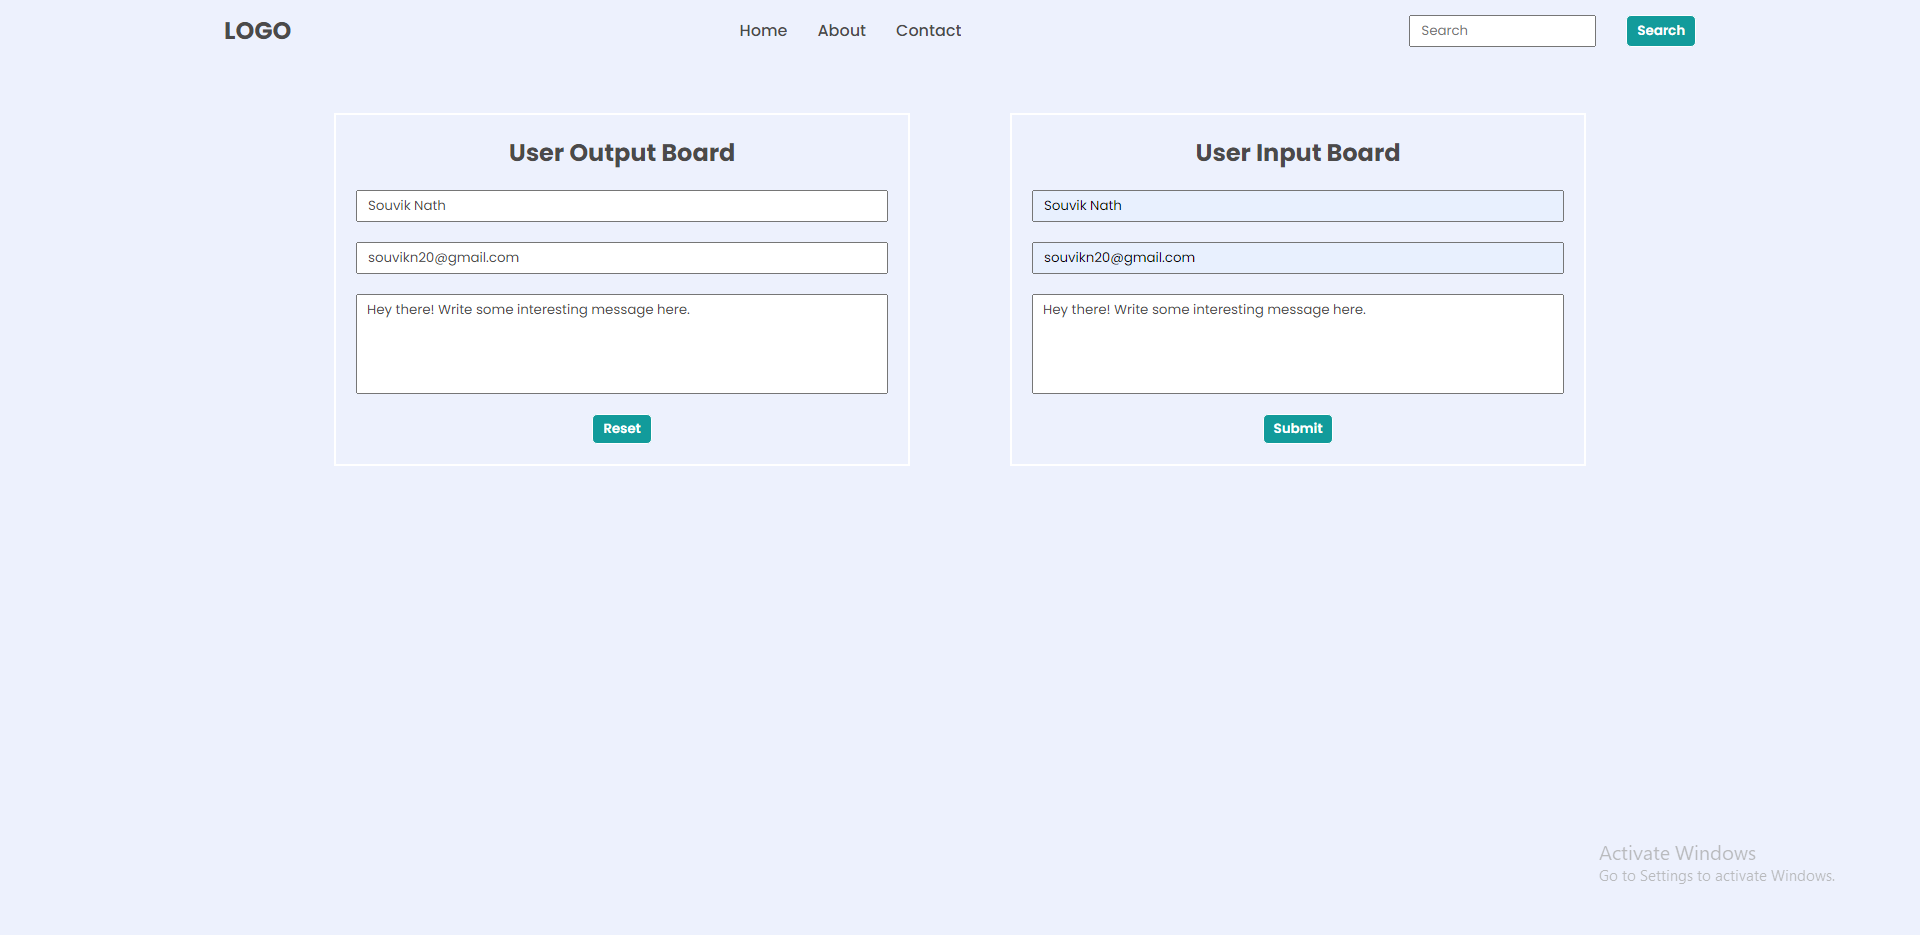 LOGO
Home About Contact
Search
Search
User Output Board
Souvik Nath
souvikn20@gmail.com
Hey there! Write some interesting message here.
Reset
User Input Board
Souvik Nath
souvikn20@gmail.com
Hey there! Write some interesting message here.
Submit
Activate Windows
Go to Settings to activate Windows.